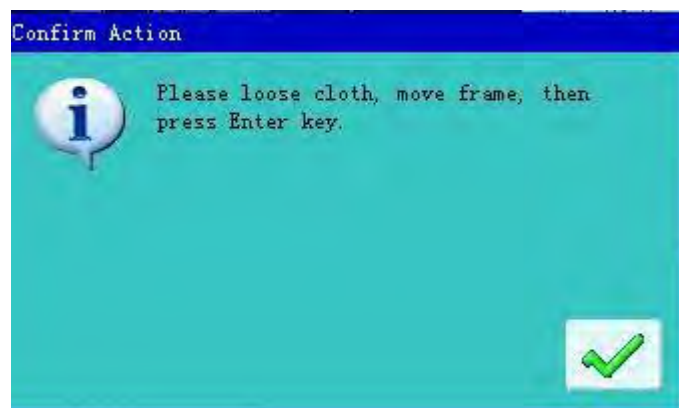 Confirm Action
Please loose cloth, move frame, then
press Enter key.